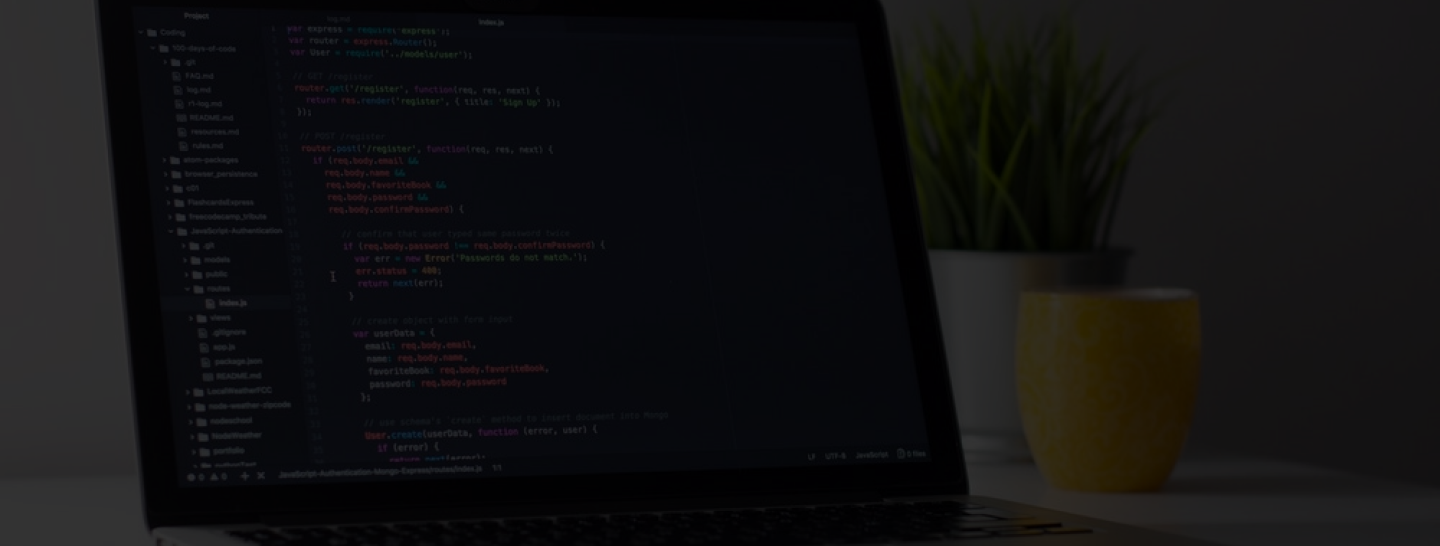 Project
log.md
index.js
Coding
100-days-of-code
.git
FAQ.md
log.md
r1-log.md
README.md
resources.md
rules.md
atom-packages
browser_persistence
c01
FlashcardsExpress
freecodecamp_tribute
JavaScript-Authentication
.git
models
public
routes
index.js
views
.gitignore
app.js
package.json
README.md
LocalWeatherFCC
node-weather-zipcode
nodeschool
NodeWeather
portfolio
var express = require('express');
var router = express.Router();
var User = require('../models/user');
// GET /register
router.get('/register', function(req, res, next) {
return res.render('register', { title: 'Sign Up' });
});
// POST /register
router.post('/register', function(req, res, next) {
if (req.body.email &&
req.body.name &&
req.body.favoriteBook &&
req.body.password &&
req.body.confirmPassword) {
// confirm that user typed same password twice
if (req.body.password !== req.body.confirmPassword) {
var err = new Error('Passwords do not match.');
err.status = 400;
return next(err);
}
// create object with form input
var userData = {
email: req.body.email,
name: req.body.name,
favoriteBook: req.body.favoriteBook,
password: req.body.password
};
// use schema's `create` method to insert document into Mongo
User.create(userData, function (error, user) {
if (error) {
return next(error);
0 0 JavaScript-Authentication-Mongo-Express/routes/index.js 1:1
LF UTF-8 JavaScript 0 files